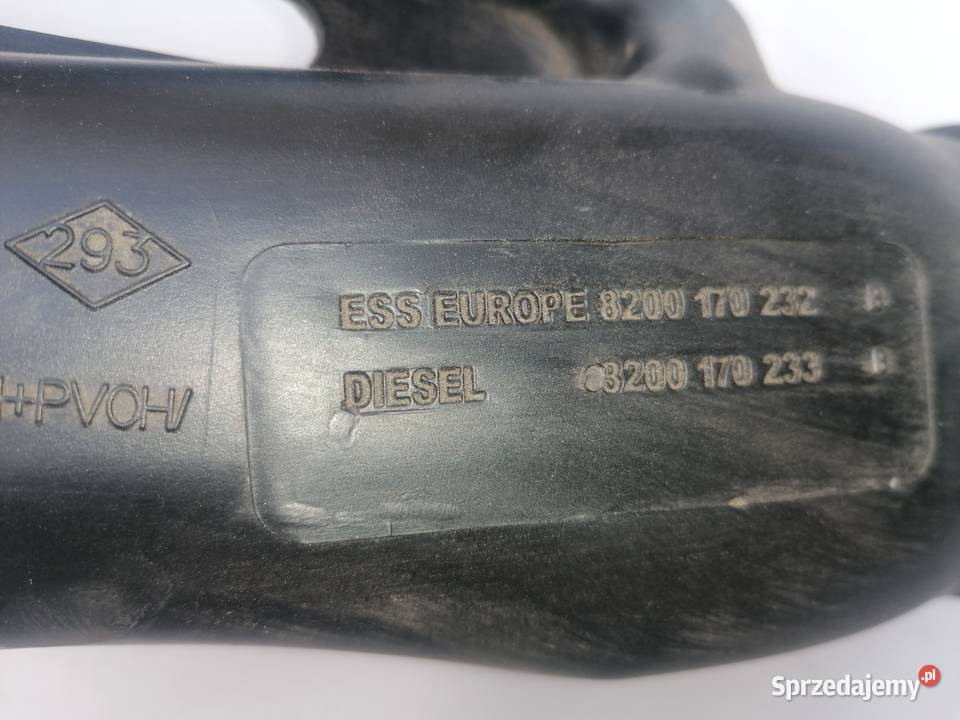 293
ESS EUROPE 8200 170 232 A
DIESEL 8200 170 233 B
+PVOH/
Sprzedajemy.pl